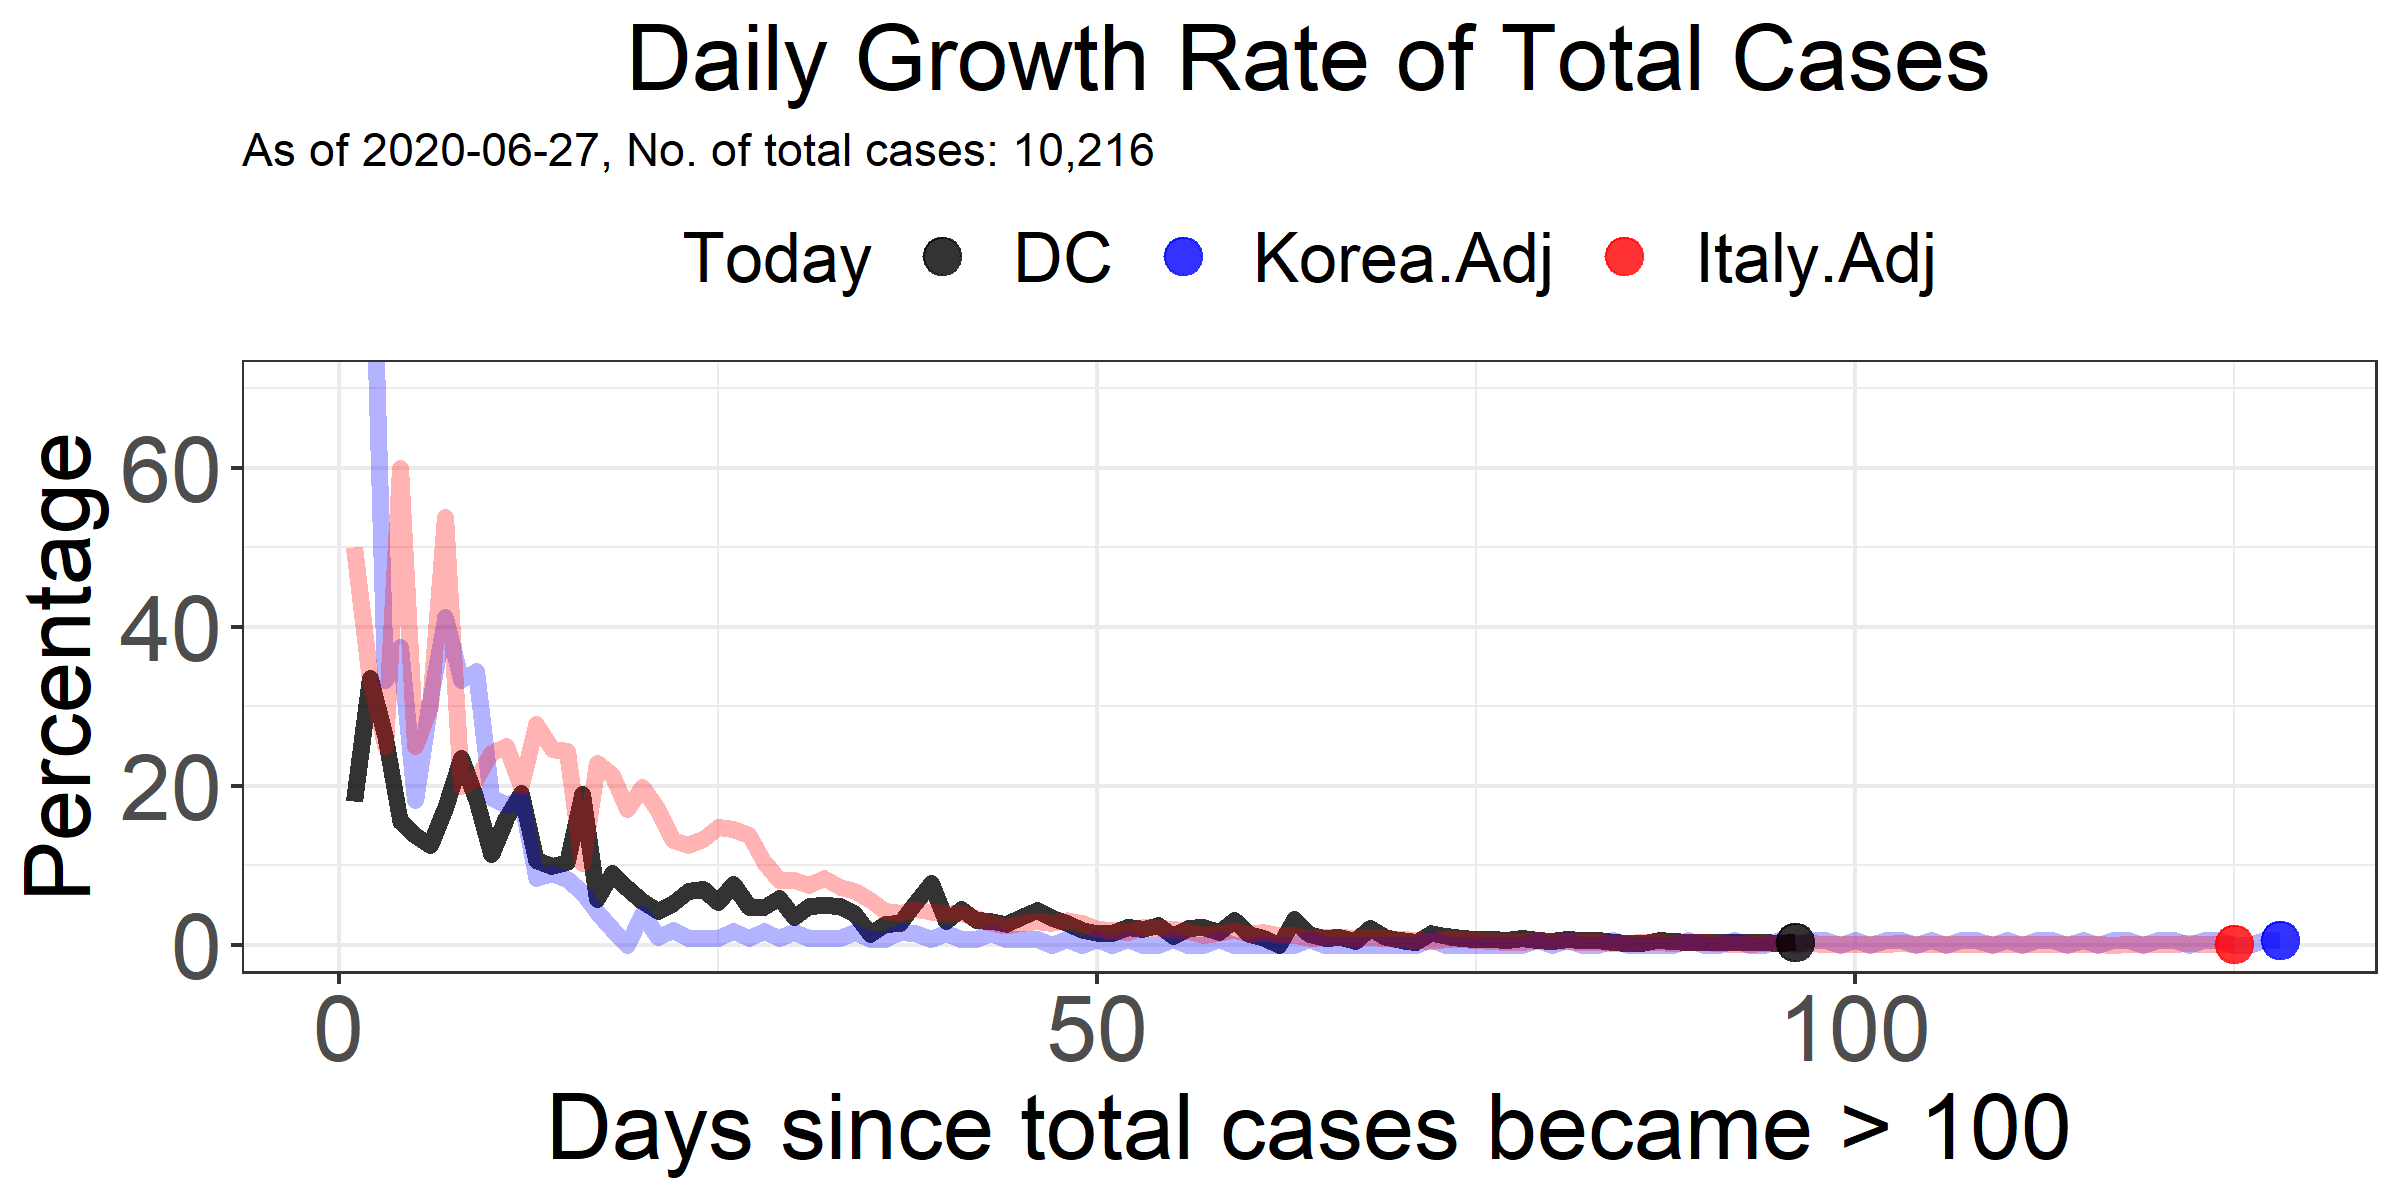 Daily Growth Rate of Total Cases
As of 2020-06-27, No. of total cases: 10,216
Today DC Korea.Adj Italy.Adj
Percentage
60
40
20
0
0 50 100
Days since total cases became > 100